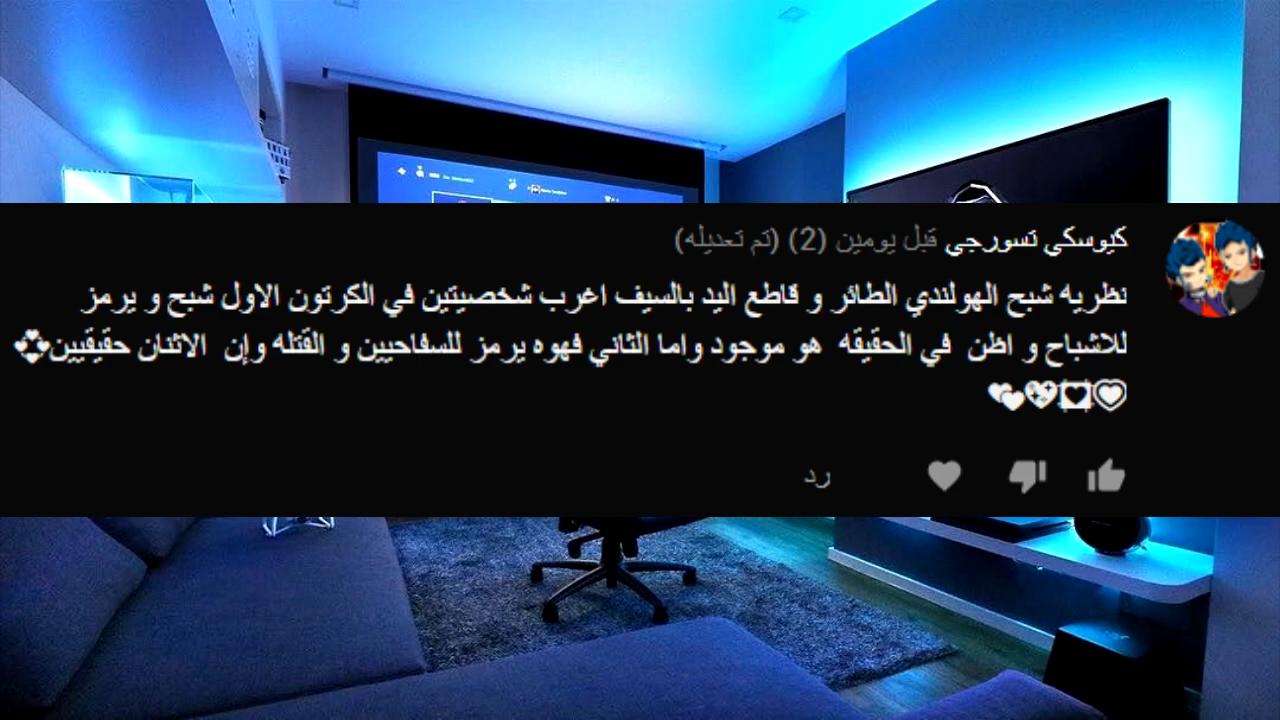 كيوسكي تسورجي قبل يومين (2) (تم تعديله)
نظريه شبح الهولندي الطائر و قاطع اليد بالسيف اغرب شخصيتين في الكرتون الاول شبح و يرمز
للاشباح و اظن في الحقيقه هو موجود واما الثاني فهوه يرمز للسفاحيين و القتله وإن الاثنان حقيقيين💞
💗💟💖💕
رد